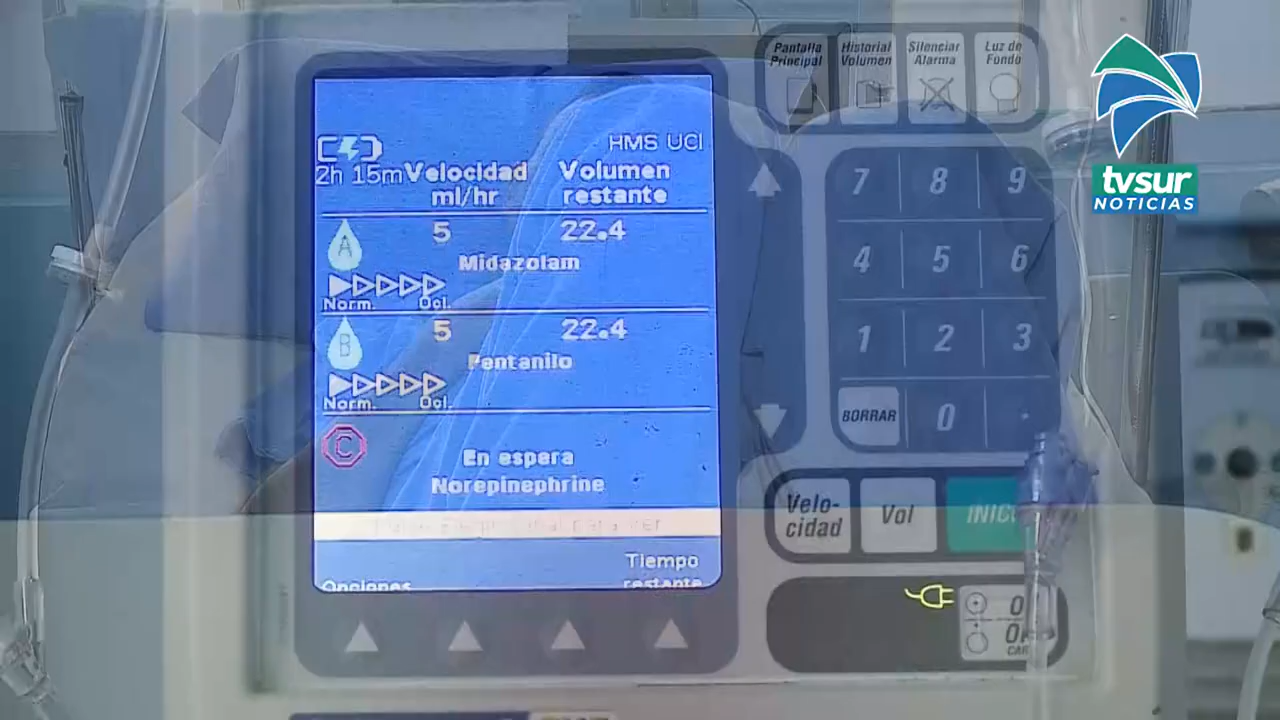 Pantalla Principal
Historial Volumen
Silenciar Alarma
Luz de Fondo
tvsur
NOTICIAS
HMS UCI
2h 15m
Velocidad ml/hr
Volumen restante
A
5
22.4
Midazolam
Norm.
Ocl.
B
5
22.4
Fentanilo
Norm.
Ocl.
C
En espera
Norepinephrine
Tiempo restante
Opciones
7
8
9
4
5
6
1
2
3
BORRAR
0
Velo-
cidad
Vol